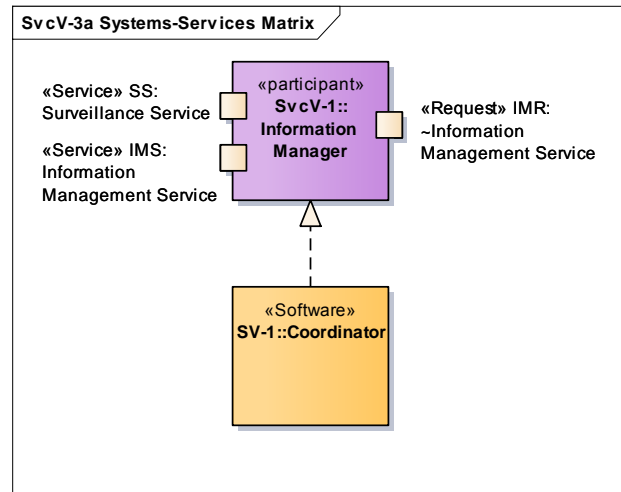 SvcV-3a Systems-Services Matrix
«Service» SS:
Surveillance Service
«Service» IMS:
Information
Management Service
«participant»
SvcV-1::
Information
Manager
«Request» IMR:
~Information
Management Service
«Software»
SV-1::Coordinator